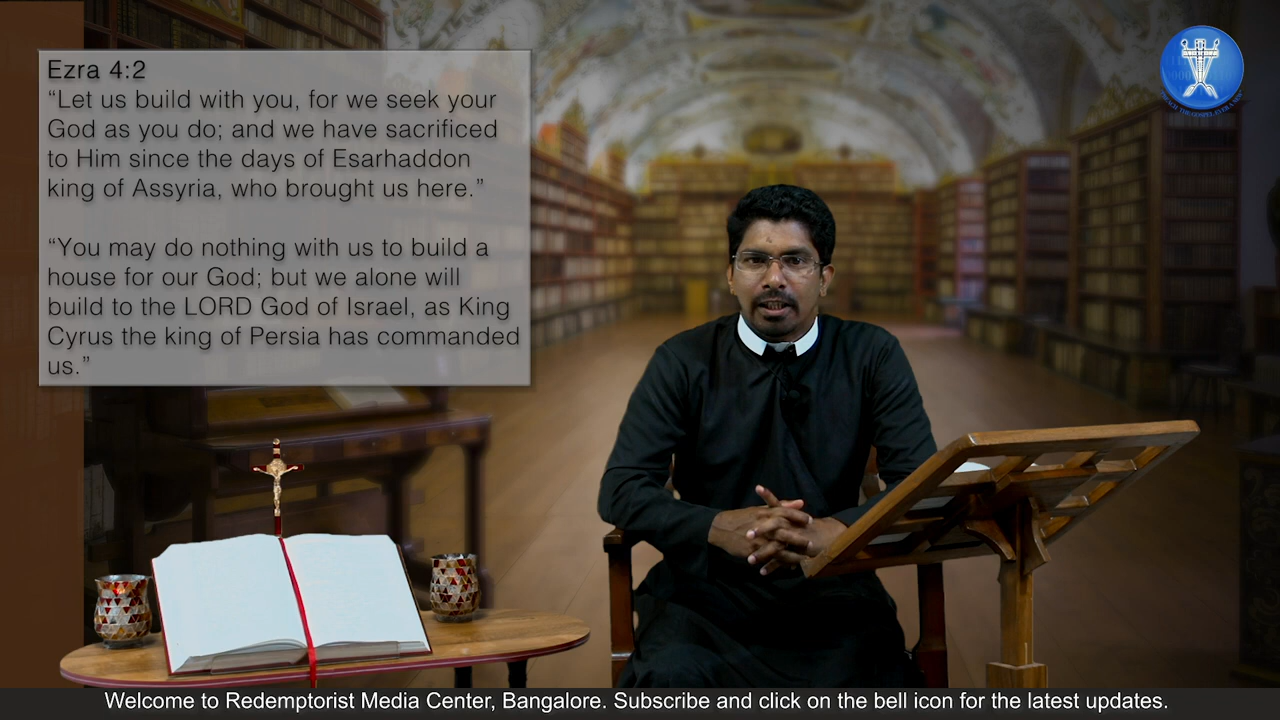 Ezra 4:2
“Let us build with you, for we seek your
God as you do; and we have sacrificed
to Him since the days of Esarhaddon
king of Assyria, who brought us here.”
“You may do nothing with us to build a
house for our God; but we alone will
build to the LORD God of Israel, as King
Cyrus the king of Persia has commanded
us.”
Welcome to Redemptorist Media Center, Bangalore. Subscribe and click on the bell icon for the latest updates.